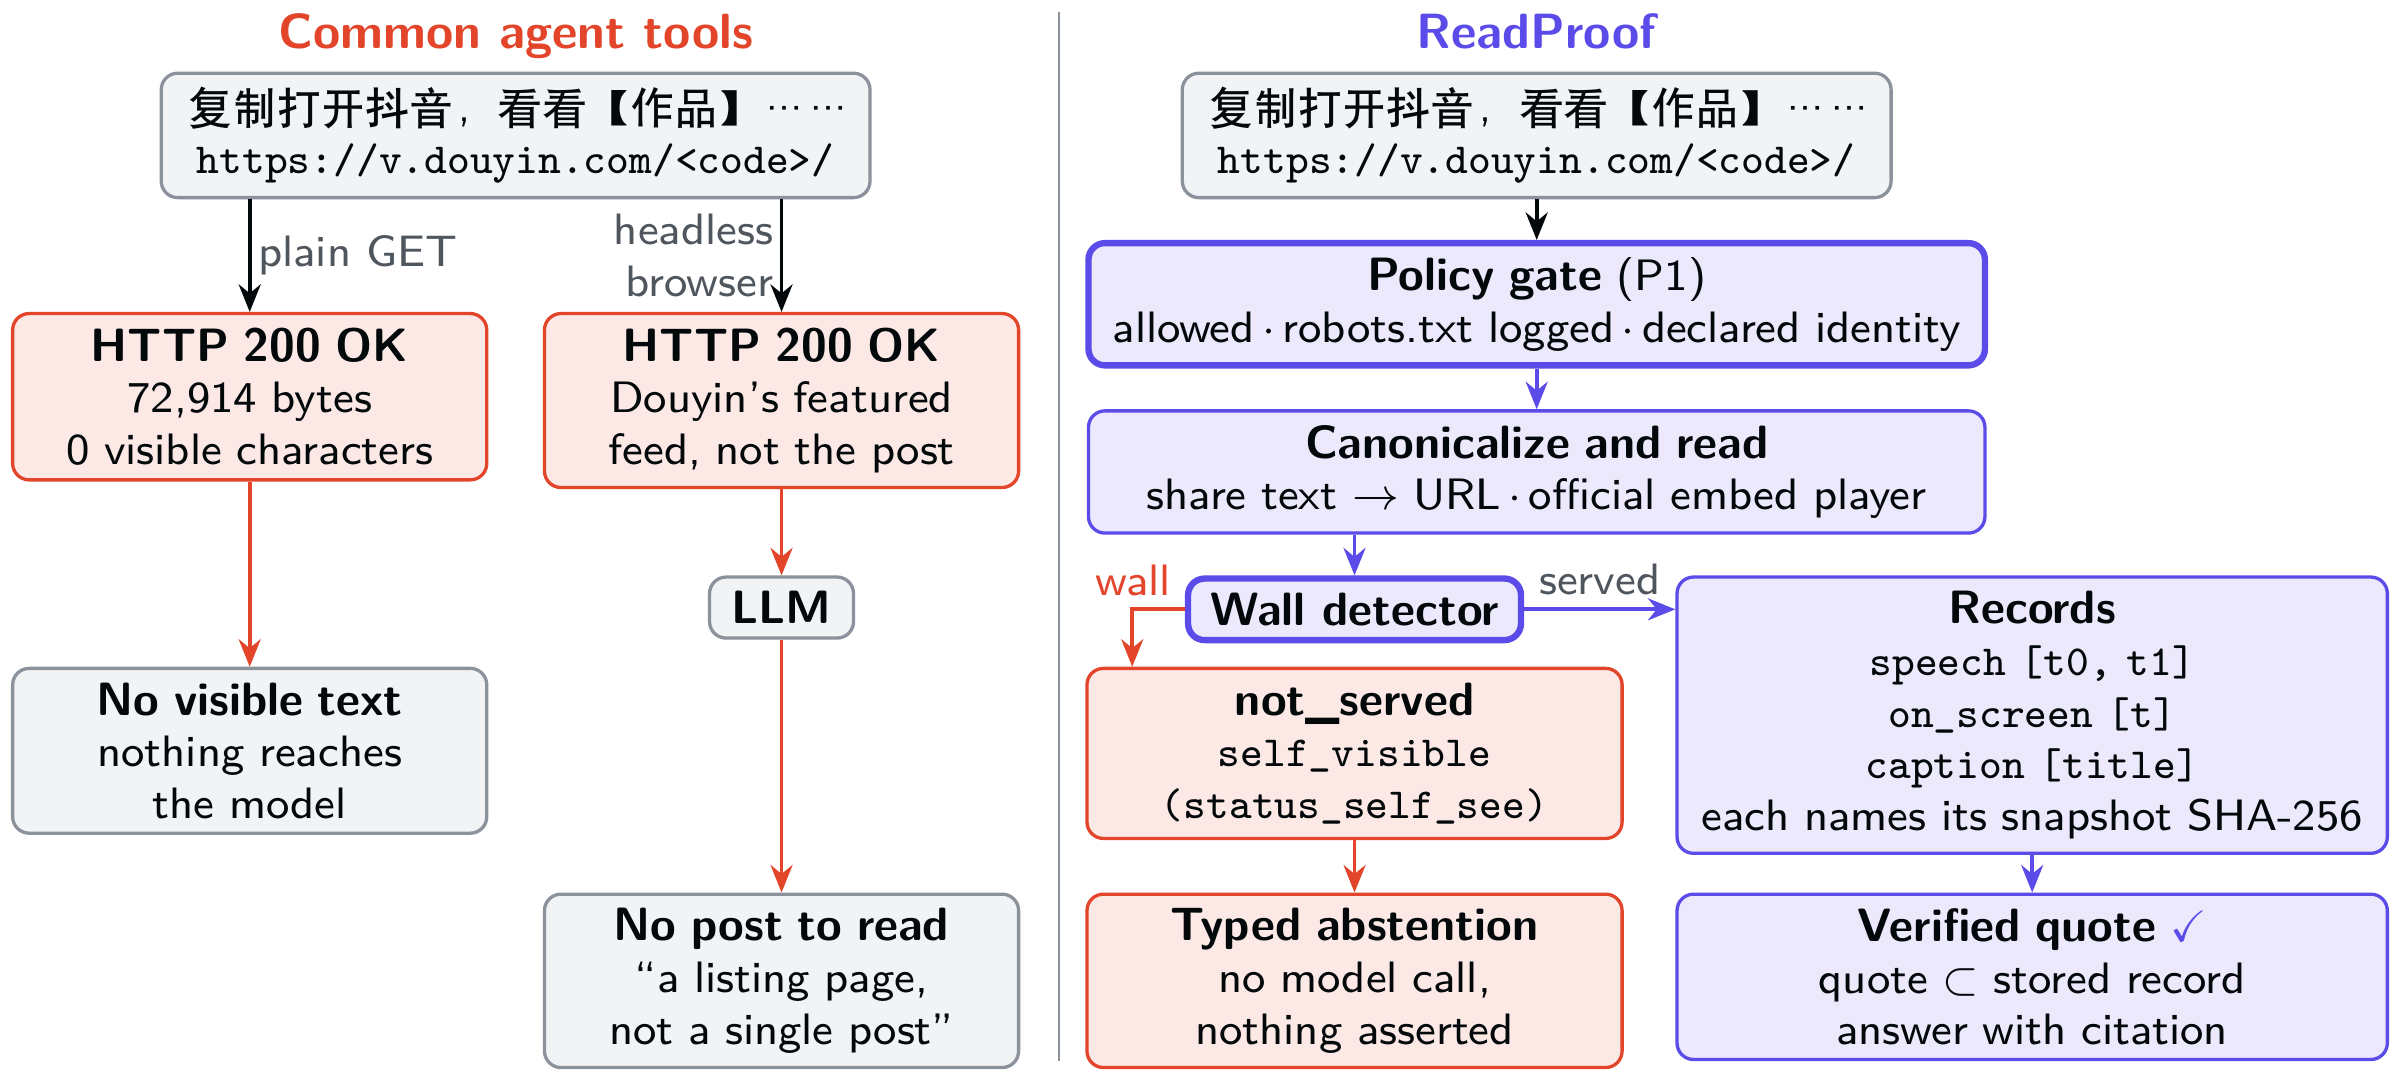 Common agent tools
复制打开抖音，看看【作品】⋯⋯
https://v.douyin.com/<code>/
plain GET
headless
browser
HTTP 200 OK
72,914 bytes
0 visible characters
HTTP 200 OK
Douyin’s featured
feed, not the post
LLM
No visible text
nothing reaches
the model
No post to read
“a listing page,
not a single post”
ReadProof
复制打开抖音，看看【作品】⋯⋯
https://v.douyin.com/<code>/
Policy gate (P1)
allowed · robots.txt logged · declared identity
Canonicalize and read
share text → URL · official embed player
wall
Wall detector
served
not_served
self_visible
(status_self_see)
Typed abstention
no model call,
nothing asserted
Records
speech [t0, t1]
on_screen [t]
caption [title]
each names its snapshot SHA-256
Verified quote ✓
quote ⊂ stored record
answer with citation